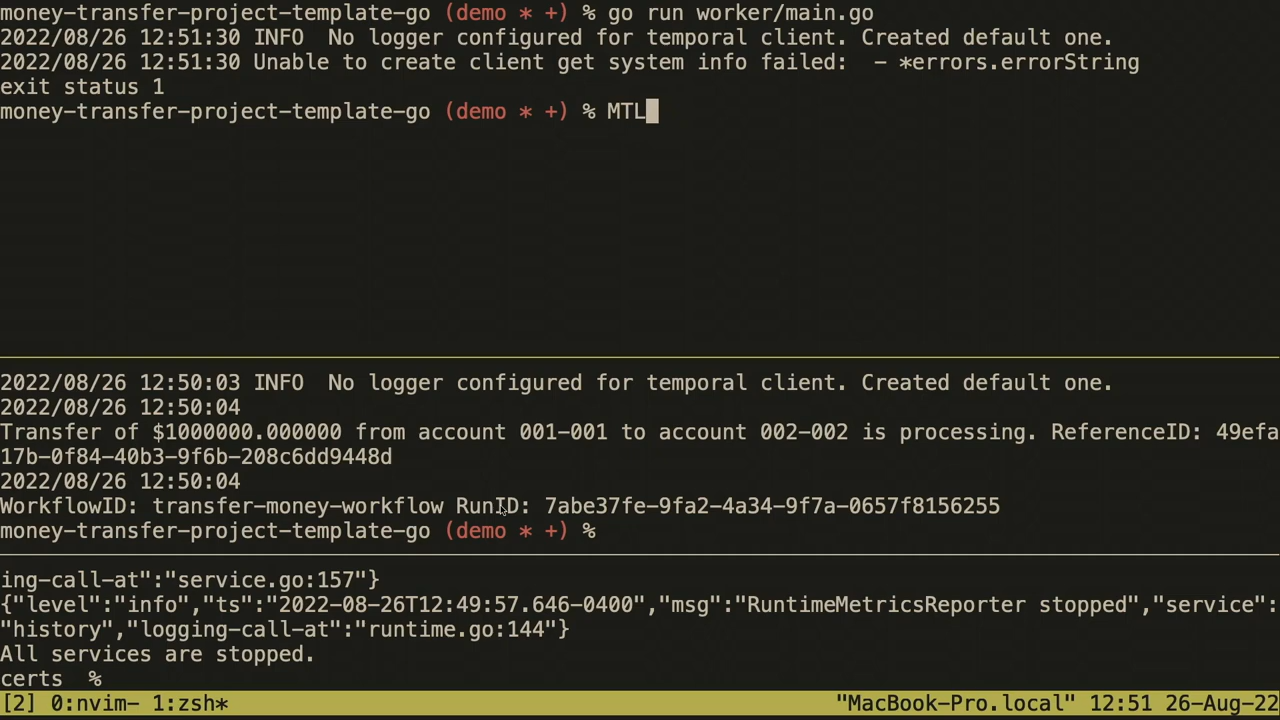 money-transfer-project-template-go (demo * +) % go run worker/main.go
2022/08/26 12:51:30 INFO  No logger configured for temporal client. Created default one.
2022/08/26 12:51:30 Unable to create client get system info failed:  - *errors.errorString
exit status 1
money-transfer-project-template-go (demo * +) % MTL
2022/08/26 12:50:03 INFO  No logger configured for temporal client. Created default one.
2022/08/26 12:50:04
Transfer of $1000000.000000 from account 001-001 to account 002-002 is processing. ReferenceID: 49efa
17b-0f84-40b3-9f6b-208c6dd9448d
2022/08/26 12:50:04
WorkflowID: transfer-money-workflow RunID: 7abe37fe-9fa2-4a34-9f7a-0657f8156255
money-transfer-project-template-go (demo * +) %
ing-call-at":"service.go:157"}
{"level":"info","ts":"2022-08-26T12:49:57.646-0400","msg":"RuntimeMetricsReporter stopped","service":
"history","logging-call-at":"runtime.go:144"}
All services are stopped.
certs  %
[2] 0:nvim- 1:zsh* "MacBook-Pro.local" 12:51 26-Aug-22